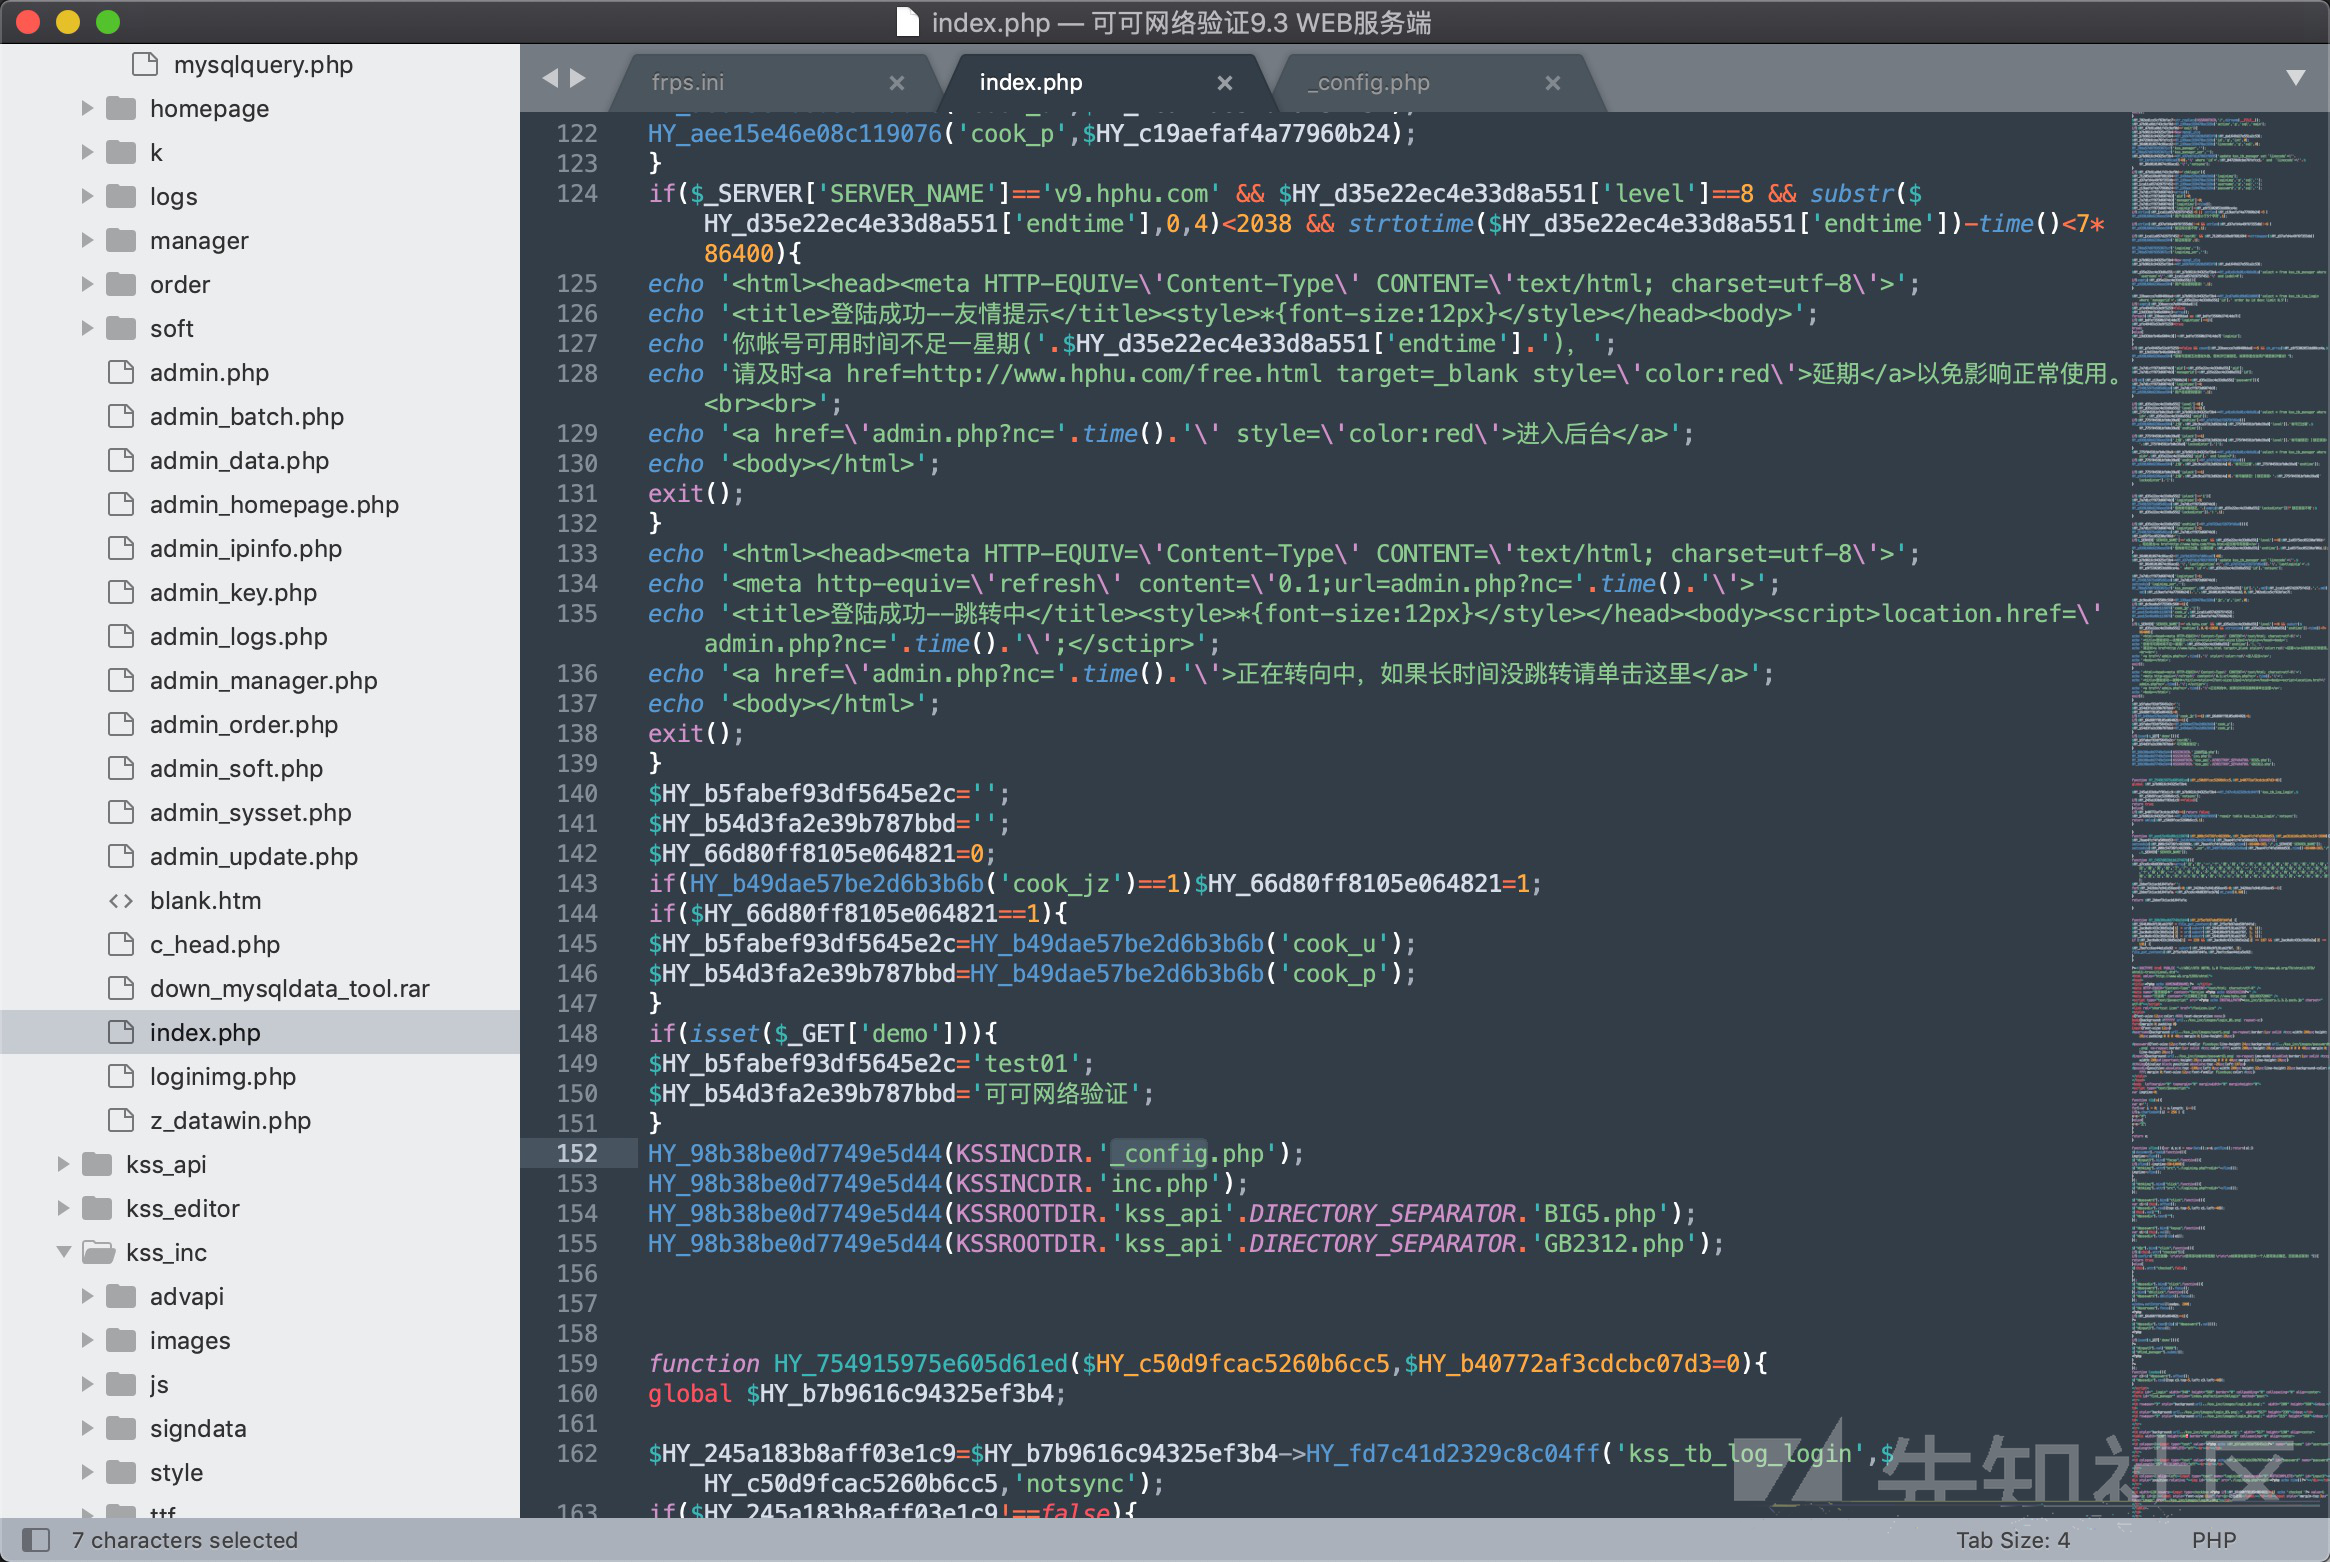 index.php — 可可网络验证9.3 WEB服务端
mysqlquery.php
homepage
k
logs
manager
order
soft
admin.php
admin_batch.php
admin_data.php
admin_homepage.php
admin_ipinfo.php
admin_key.php
admin_logs.php
admin_manager.php
admin_order.php
admin_soft.php
admin_sysset.php
admin_update.php
<> blank.htm
c_head.php
down_mysqldata_tool.rar
index.php
loginimg.php
z_datawin.php
kss_api
kss_editor
kss_inc
advapi
images
js
signdata
style
ttf
frps.ini
index.php
_config.php
122 HY_aee15e46e08c119076('cook_p',$HY_c19aefaf4a77960b24);
123 }
124 if($_SERVER['SERVER_NAME']=='v9.hphu.com' && $HY_d35e22ec4e33d8a551['level']==8 && substr($
HY_d35e22ec4e33d8a551['endtime'],0,4)<2038 && strtotime($HY_d35e22ec4e33d8a551['endtime'])-time()<7*
86400){
125 echo '<html><head><meta HTTP-EQUIV=\'Content-Type\' CONTENT=\'text/html; charset=utf-8\'>';
126 echo '<title>登陆成功--友情提示</title><style>*{font-size:12px}</style></head><body>';
127 echo '你帐号可用时间不足一星期('.$HY_d35e22ec4e33d8a551['endtime'].')，';
128 echo '请及时<a href=http://www.hphu.com/free.html target=_blank style=\'color:red\'>延期</a>以免影响正常使用。
<br><br>';
129 echo '<a href=\'admin.php?nc='.time().'\' style=\'color:red\'>进入后台</a>';
130 echo '<body></html>';
131 exit();
132 }
133 echo '<html><head><meta HTTP-EQUIV=\'Content-Type\' CONTENT=\'text/html; charset=utf-8\'>';
134 echo '<meta http-equiv=\'refresh\' content=\'0.1;url=admin.php?nc='.time().'\'>';
135 echo '<title>登陆成功--跳转中</title><style>*{font-size:12px}</style></head><body><script>location.href=\'
admin.php?nc='.time().'\';</sctipr>';
136 echo '<a href=\'admin.php?nc='.time().'\'>正在转向中，如果长时间没跳转请单击这里</a>';
137 echo '<body></html>';
138 exit();
139 }
140 $HY_b5fabef93df5645e2c='';
141 $HY_b54d3fa2e39b787bbd='';
142 $HY_66d80ff8105e064821=0;
143 if(HY_b49dae57be2d6b3b6b('cook_jz')==1)$HY_66d80ff8105e064821=1;
144 if($HY_66d80ff8105e064821==1){
145 $HY_b5fabef93df5645e2c=HY_b49dae57be2d6b3b6b('cook_u');
146 $HY_b54d3fa2e39b787bbd=HY_b49dae57be2d6b3b6b('cook_p');
147 }
148 if(isset($_GET['demo'])){
149 $HY_b5fabef93df5645e2c='test01';
150 $HY_b54d3fa2e39b787bbd='可可网络验证';
151 }
152 HY_98b38be0d7749e5d44(KSSINCDIR.'_config.php');
153 HY_98b38be0d7749e5d44(KSSINCDIR.'inc.php');
154 HY_98b38be0d7749e5d44(KSSROOTDIR.'kss_api'.DIRECTORY_SEPARATOR.'BIG5.php');
155 HY_98b38be0d7749e5d44(KSSROOTDIR.'kss_api'.DIRECTORY_SEPARATOR.'GB2312.php');
156
157
158
159 function HY_754915975e605d61ed($HY_c50d9fcac5260b6cc5,$HY_b40772af3cdcbc07d3=0){
160 global $HY_b7b9616c94325ef3b4;
161
162 $HY_245a183b8aff03e1c9=$HY_b7b9616c94325ef3b4->HY_fd7c41d2329c8c04ff('kss_tb_log_login',$
HY_c50d9fcac5260b6cc5,'notsync');
163 if($HY_245a183b8aff03e1c9!==false){
先知社区
7 characters selected
Tab Size: 4
PHP